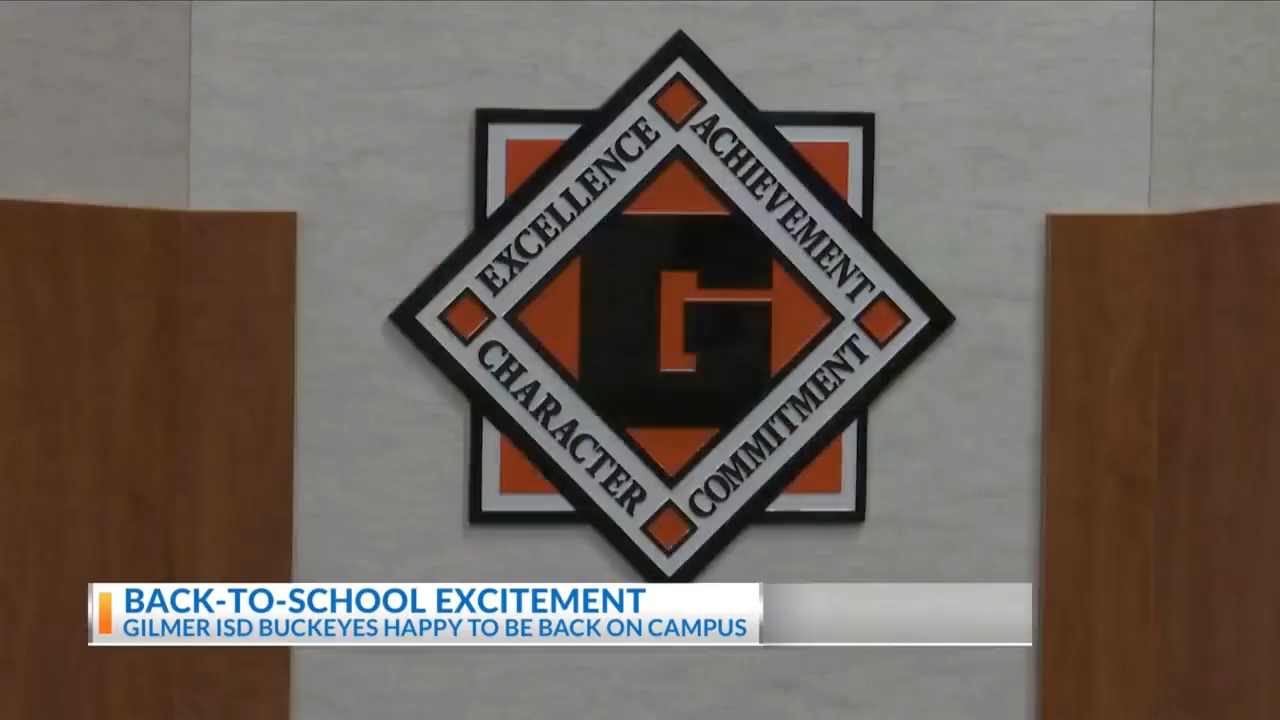 EXCELLENCE
ACHIEVEMENT
G
CHARACTER
COMMITMENT
BACK-TO-SCHOOL EXCITEMENT
GILMER ISD BUCKEYES HAPPY TO BE BACK ON CAMPUS